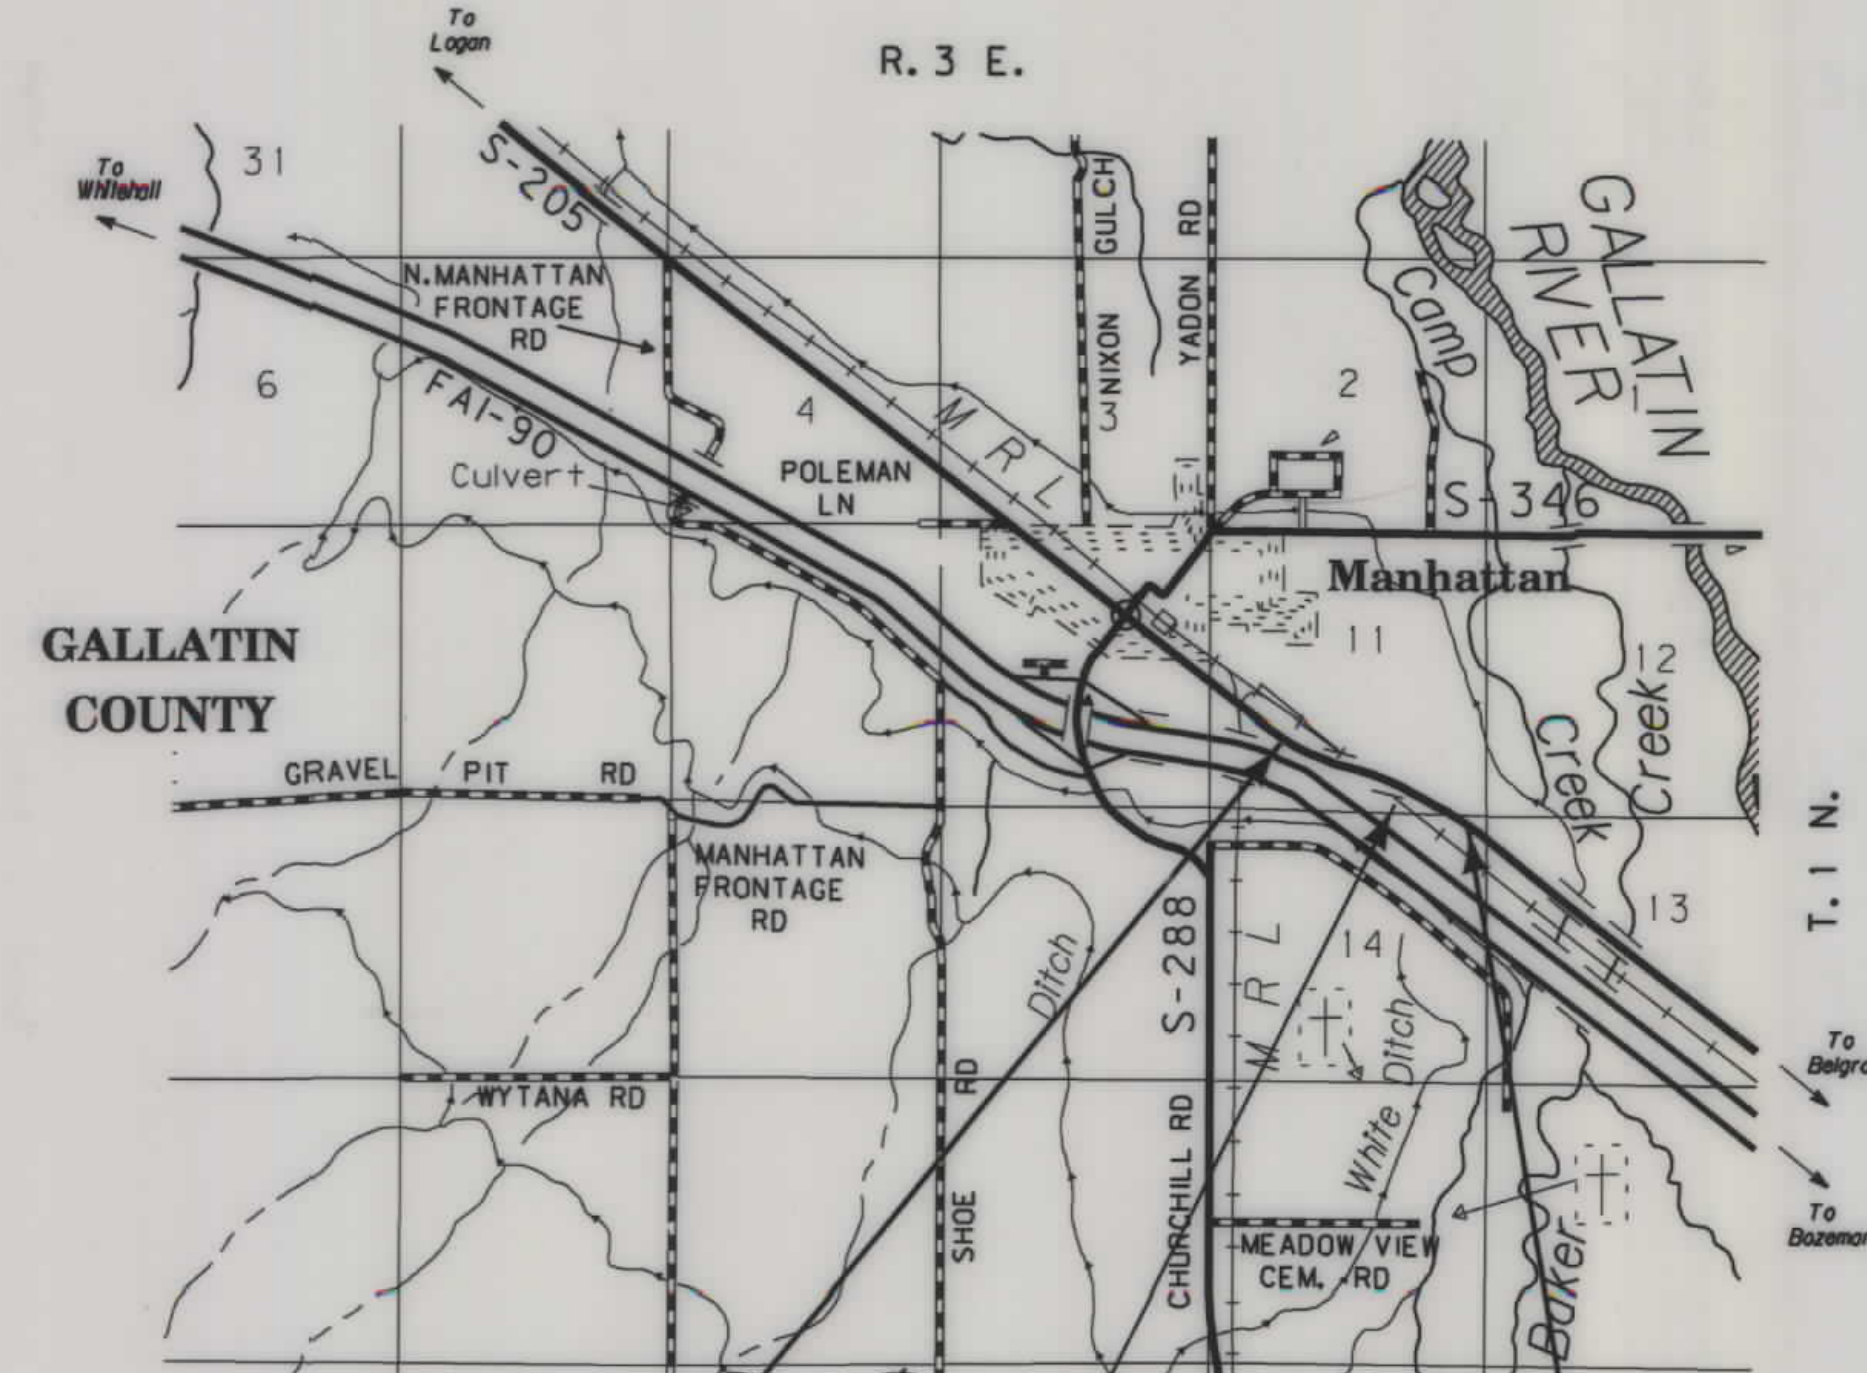 To
Logan
R. 3 E.
To
Whitehall
31
S-205
GULCH
RD
GALLATIN
RIVER
N. MANHATTAN
FRONTAGE
RD
Camp
NIXON
YADON
6
FAI-90
4
3
2
M R L
Culvert
POLEMAN
LN
S-346
Manhattan
GALLATIN
COUNTY
11
12
Creek
Creek
GRAVEL PIT RD
T. 1 N.
MANHATTAN
FRONTAGE
RD
S-288
13
14
Ditch
M R L
Ditch
White
To
RD
WYTANA RD
CHURCHILL RD
SHOE
MEADOW VIEW
CEM. RD
Baker
To